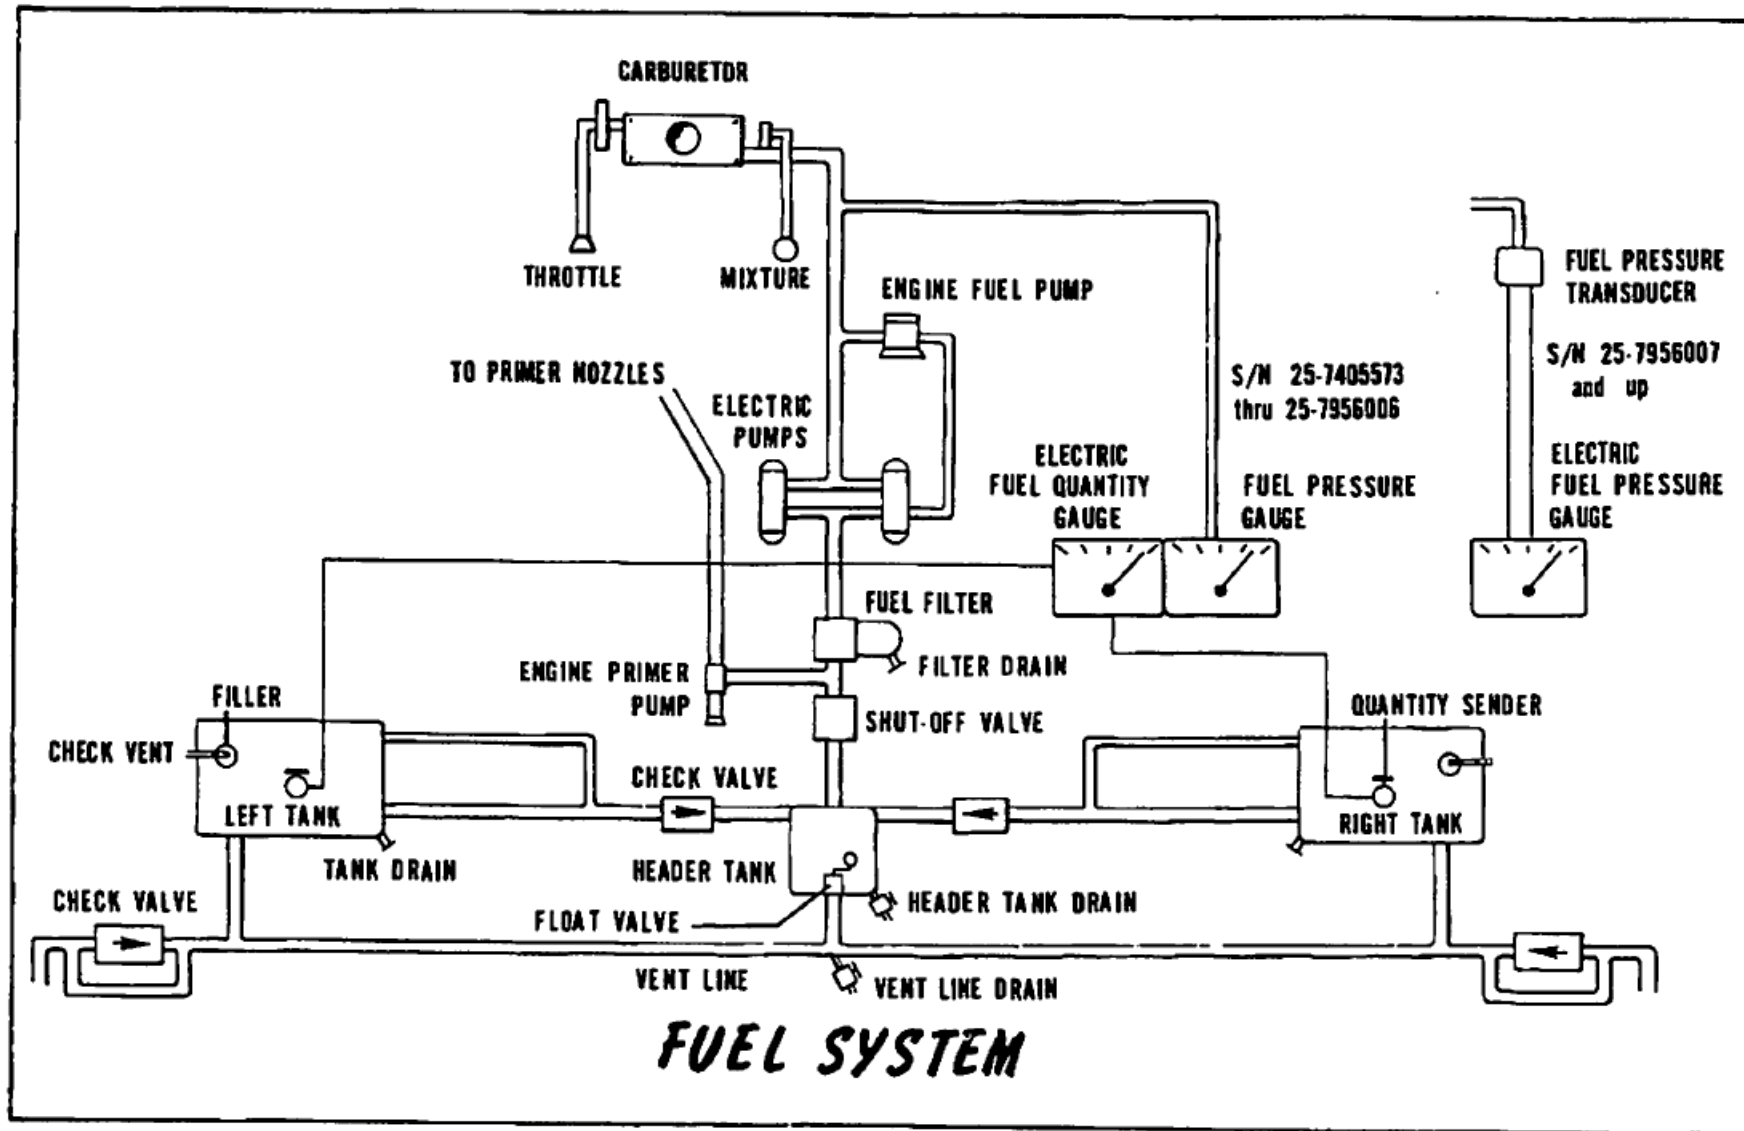 CARBURETOR
THROTTLE
MIXTURE
ENGINE FUEL PUMP
FUEL PRESSURE
TRANSDUCER
S/N 25-7956007
and up
TO PRIMER NOZZLES
ELECTRIC
PUMPS
S/N 25-7405573
thru 25-7956006
ELECTRIC
FUEL QUANTITY
GAUGE
FUEL PRESSURE
GAUGE
ELECTRIC
FUEL PRESSURE
GAUGE
FUEL FILTER
FILTER DRAIN
ENGINE PRIMER
PUMP
SHUT-OFF VALVE
FILLER
CHECK VENT
LEFT TANK
TANK DRAIN
CHECK VALVE
QUANTITY SENDER
RIGHT TANK
HEADER TANK
HEADER TANK DRAIN
FLOAT VALVE
CHECK VALVE
VENT LINE
VENT LINE DRAIN
FUEL SYSTEM